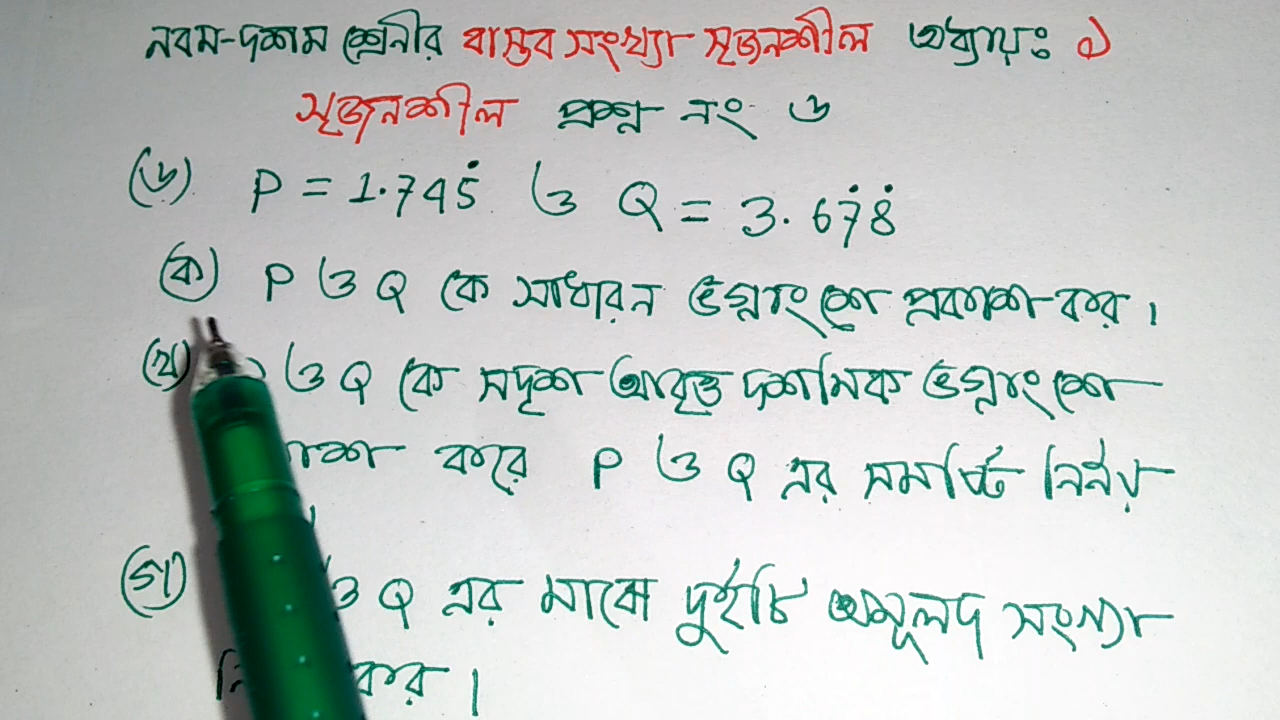 নবম-দশম শ্রেনীর বাস্তব সংখ্যা সৃজনশীল অধ্যায়ঃ ১
সৃজনশীল প্রশ্ন নং ৬
(৬) P = 1.745̇ ও Q = 3.67̇8̇
(ক) P ও Q কে সাধারন ভগ্নাংশে প্রকাশ কর।
(খ) ও Q কে সদৃশ আবৃত্ত দশমিক ভগ্নাংশে
করে P ও Q এর সমষ্টি নির্নয়
(গ) ও Q এর মাঝে দুইটি অমূলদ সংখ্যা
কর।